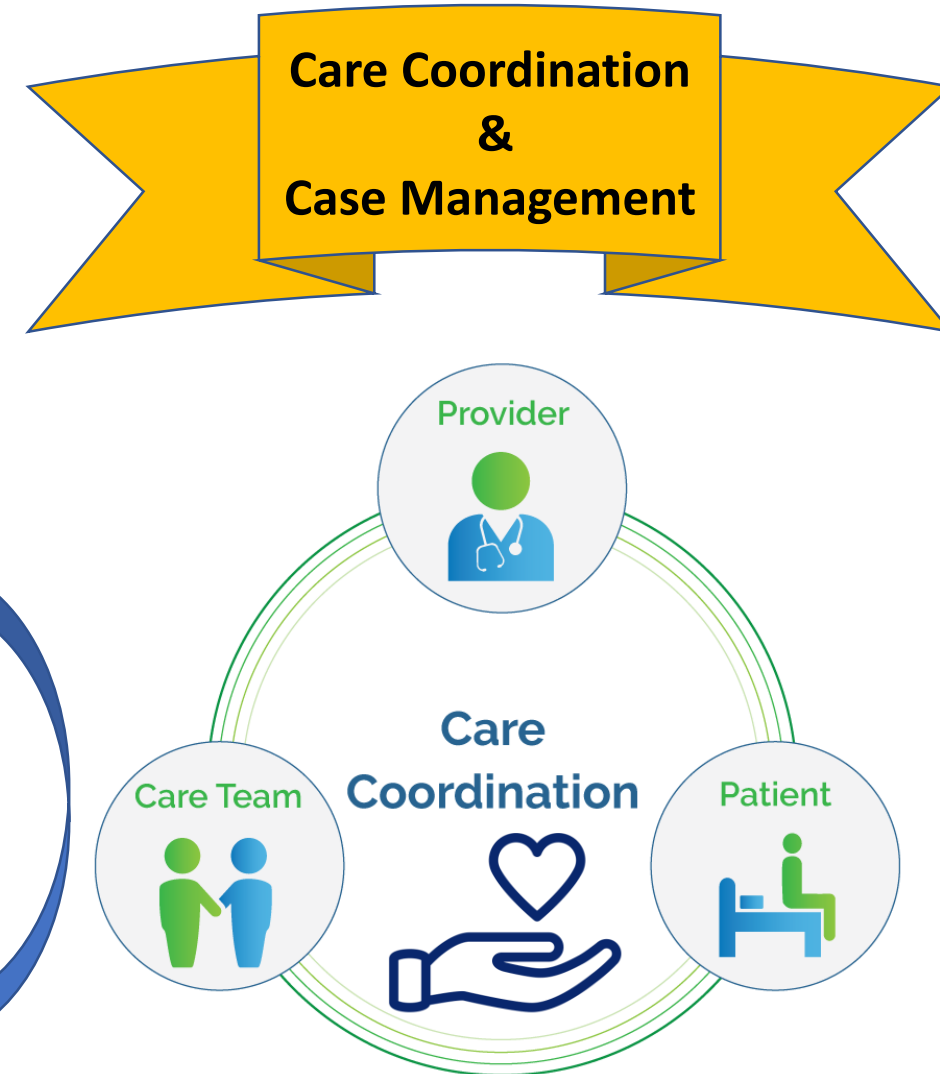 Care Coordination
&
Case Management
Provider
Care
Coordination
Care Team
Patient